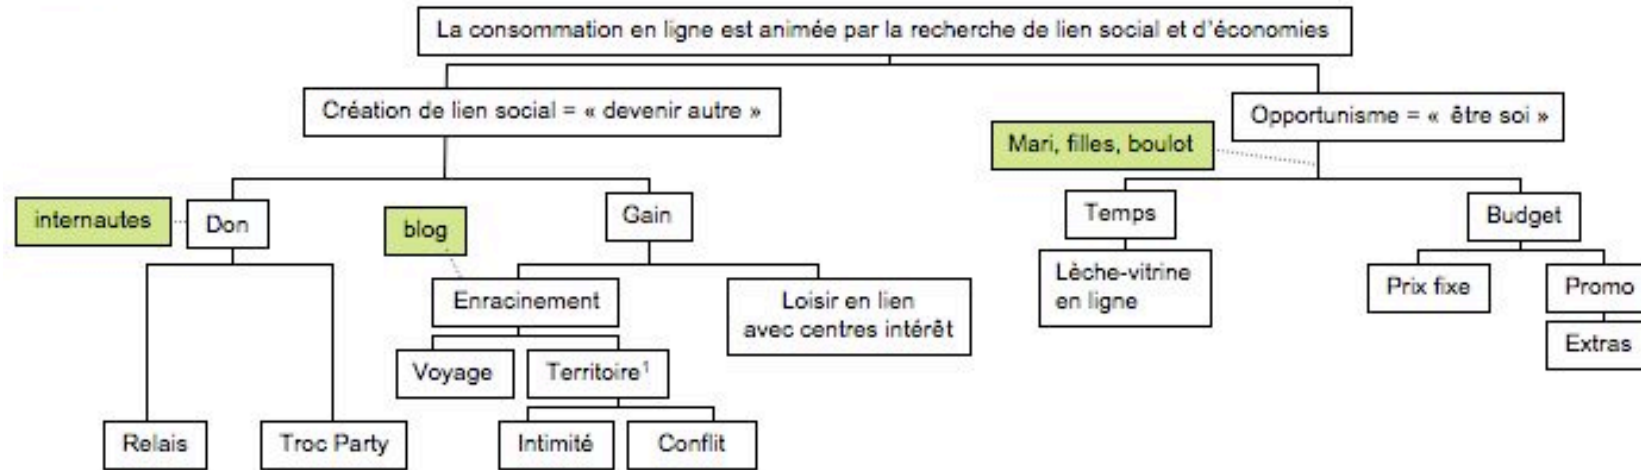 La consommation en ligne est animée par la recherche de lien social et d'économies
Création de lien social = « devenir autre »
Opportunisme = « être soi »
Mari, filles, boulot
internautes
Don
blog
Gain
Temps
Budget
Enracinement
Loisir en lien
avec centres intérêt
Lèche-vitrine
en ligne
Prix fixe
Promo
Extras
Voyage
Territoire¹
Relais
Troc Party
Intimité
Conflit